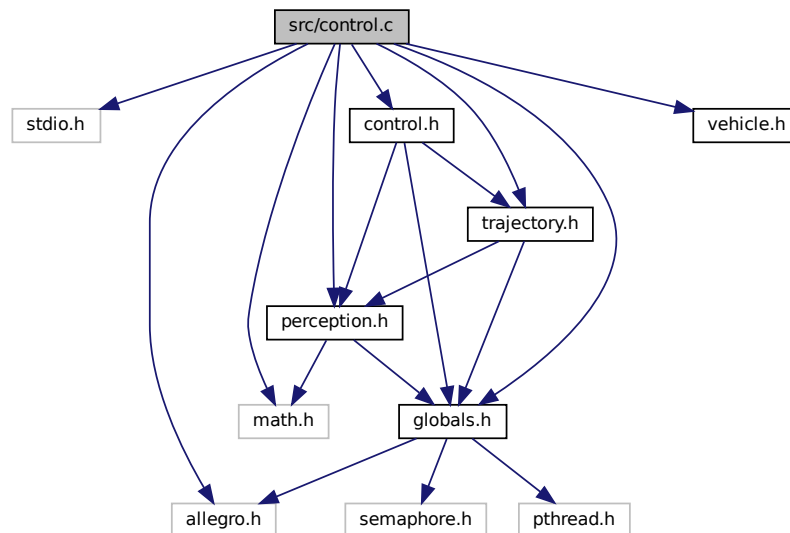 src/control.c
stdio.h
control.h
vehicle.h
trajectory.h
perception.h
math.h
globals.h
allegro.h
semaphore.h
pthread.h